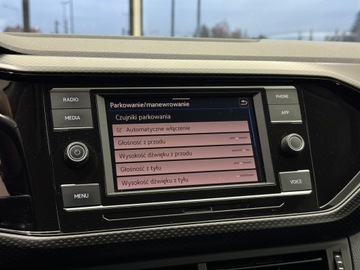 RADIO
MEDIA
MENU
Parkowanie/manewrowanie
Czujniki parkowania
Automatyczne włączenie
Głośność z przodu
Wysokość dźwięku z przodu
Głośność z tyłu
Wysokość dźwięku z tyłu
PHONE
APP
VOICE